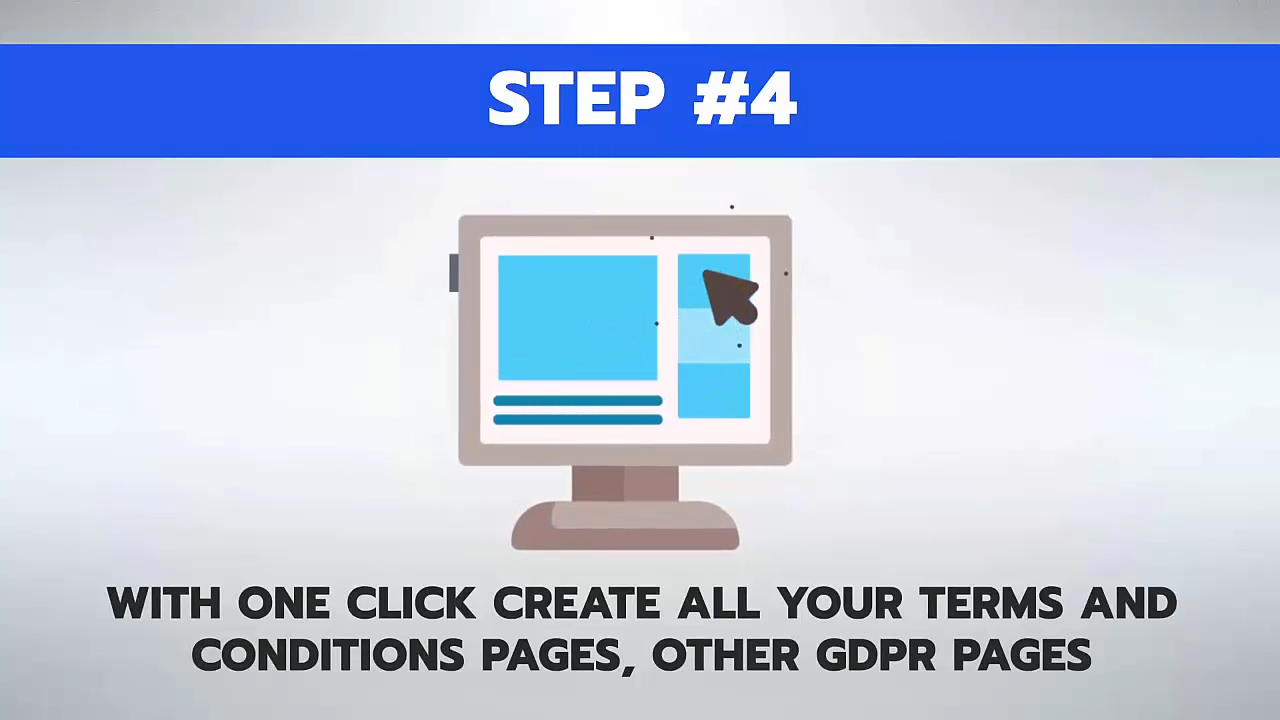 STEP #4
WITH ONE CLICK CREATE ALL YOUR TERMS AND
CONDITIONS PAGES, OTHER GDPR PAGES